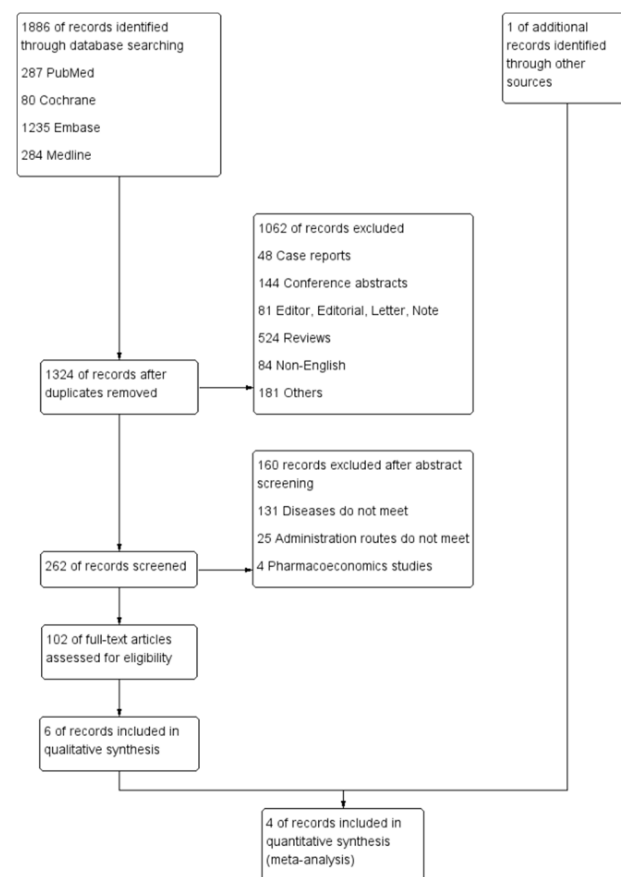 1886 of records identified
through database searching
287 PubMed
80 Cochrane
1235 Embase
284 Medline
1 of additional
records identified
through other
sources
1062 of records excluded
48 Case reports
144 Conference abstracts
81 Editor, Editorial, Letter, Note
524 Reviews
84 Non-English
181 Others
1324 of records after
duplicates removed
160 records excluded after abstract
screening
131 Diseases do not meet
25 Administration routes do not meet
4 Pharmacoeconomics studies
262 of records screened
102 of full-text articles
assessed for eligibility
6 of records included in
qualitative synthesis
4 of records included in
quantitative synthesis
(meta-analysis)